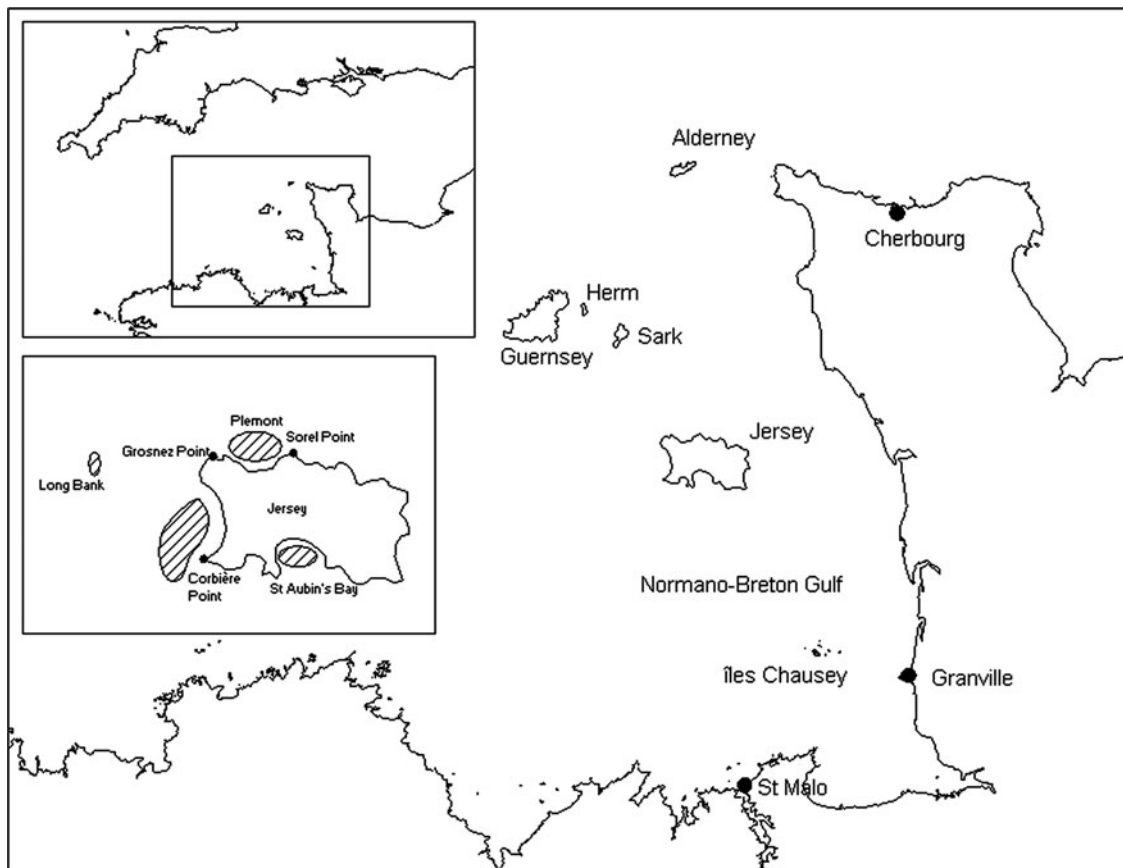 Alderney
Cherbourg
Herm
Sark
Guernsey
Plemont
Sorel Point
Grosnez Point
Long Bank
Jersey
Corbière
Point
St Aubin's Bay
Jersey
Normano-Breton Gulf
îles Chausey
Granville
St Malo